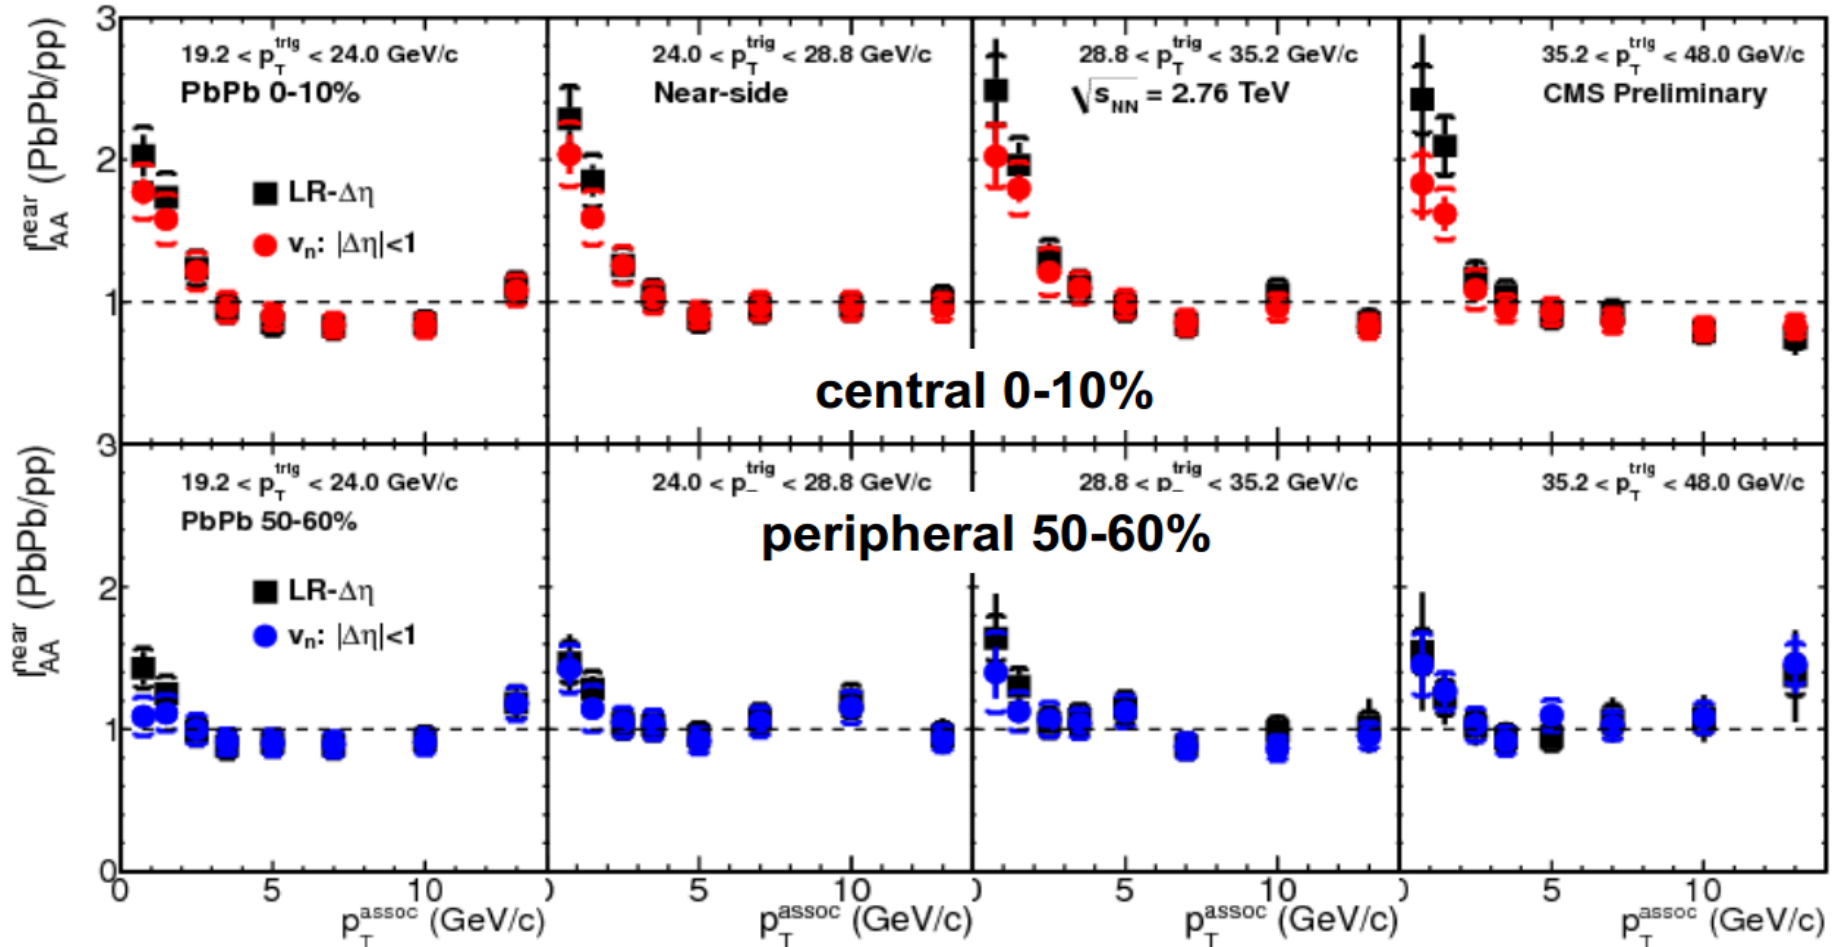 3
2
1
I_AA^near (PbPb/pp)
19.2 < p_T^trig < 24.0 GeV/c
PbPb 0-10%
LR-Δη
v_n: |Δη|<1
24.0 < p_T^trig < 28.8 GeV/c
Near-side
28.8 < p_T^trig < 35.2 GeV/c
√s_NN = 2.76 TeV
35.2 < p_T^trig < 48.0 GeV/c
CMS Preliminary
central 0-10%
3
2
1
0
I_AA^near (PbPb/pp)
19.2 < p_T^trig < 24.0 GeV/c
PbPb 50-60%
LR-Δη
v_n: |Δη|<1
24.0 < p_T^trig < 28.8 GeV/c
28.8 < p_T^trig < 35.2 GeV/c
35.2 < p_T^trig < 48.0 GeV/c
peripheral 50-60%
0 5 10 0 5 10 0 5 10 0 5 10
p_T^assoc (GeV/c) p_T^assoc (GeV/c) p_T^assoc (GeV/c) p_T^assoc (GeV/c)